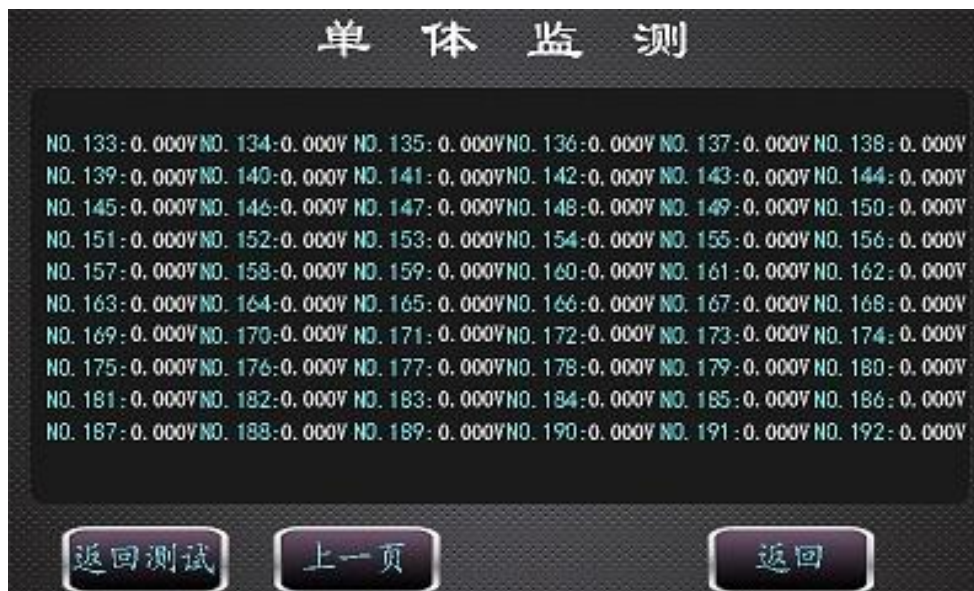 单体监测
NO. 133:0.000V NO. 134:0.000V NO. 135:0.000V NO. 136:0.000V NO. 137:0.000V NO. 138:0.000V
NO. 139:0.000V NO. 140:0.000V NO. 141:0.000V NO. 142:0.000V NO. 143:0.000V NO. 144:0.000V
NO. 145:0.000V NO. 146:0.000V NO. 147:0.000V NO. 148:0.000V NO. 149:0.000V NO. 150:0.000V
NO. 151:0.000V NO. 152:0.000V NO. 153:0.000V NO. 154:0.000V NO. 155:0.000V NO. 156:0.000V
NO. 157:0.000V NO. 158:0.000V NO. 159:0.000V NO. 160:0.000V NO. 161:0.000V NO. 162:0.000V
NO. 163:0.000V NO. 164:0.000V NO. 165:0.000V NO. 166:0.000V NO. 167:0.000V NO. 168:0.000V
NO. 169:0.000V NO. 170:0.000V NO. 171:0.000V NO. 172:0.000V NO. 173:0.000V NO. 174:0.000V
NO. 175:0.000V NO. 176:0.000V NO. 177:0.000V NO. 178:0.000V NO. 179:0.000V NO. 180:0.000V
NO. 181:0.000V NO. 182:0.000V NO. 183:0.000V NO. 184:0.000V NO. 185:0.000V NO. 186:0.000V
NO. 187:0.000V NO. 188:0.000V NO. 189:0.000V NO. 190:0.000V NO. 191:0.000V NO. 192:0.000V
返回测试 上一页 返回